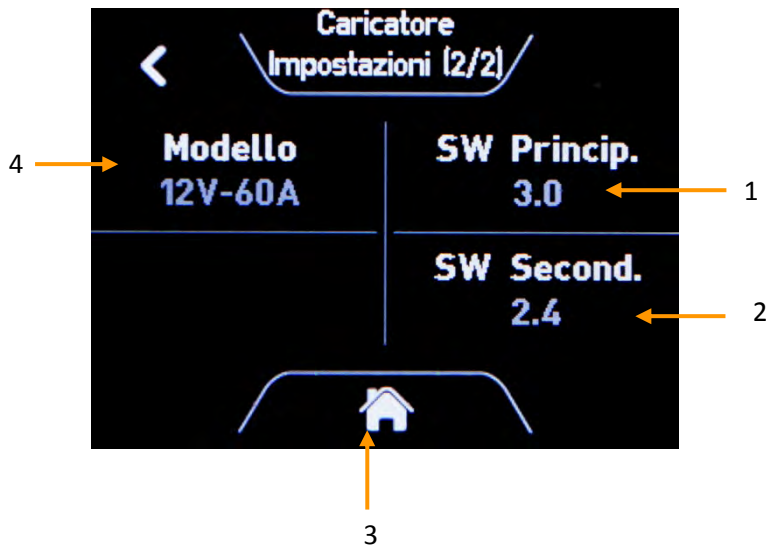 Caricatore
Impostazioni (2/2)
4
Modello
12V-60A
SW Princip.
3.0
1
SW Second.
2.4
2
3